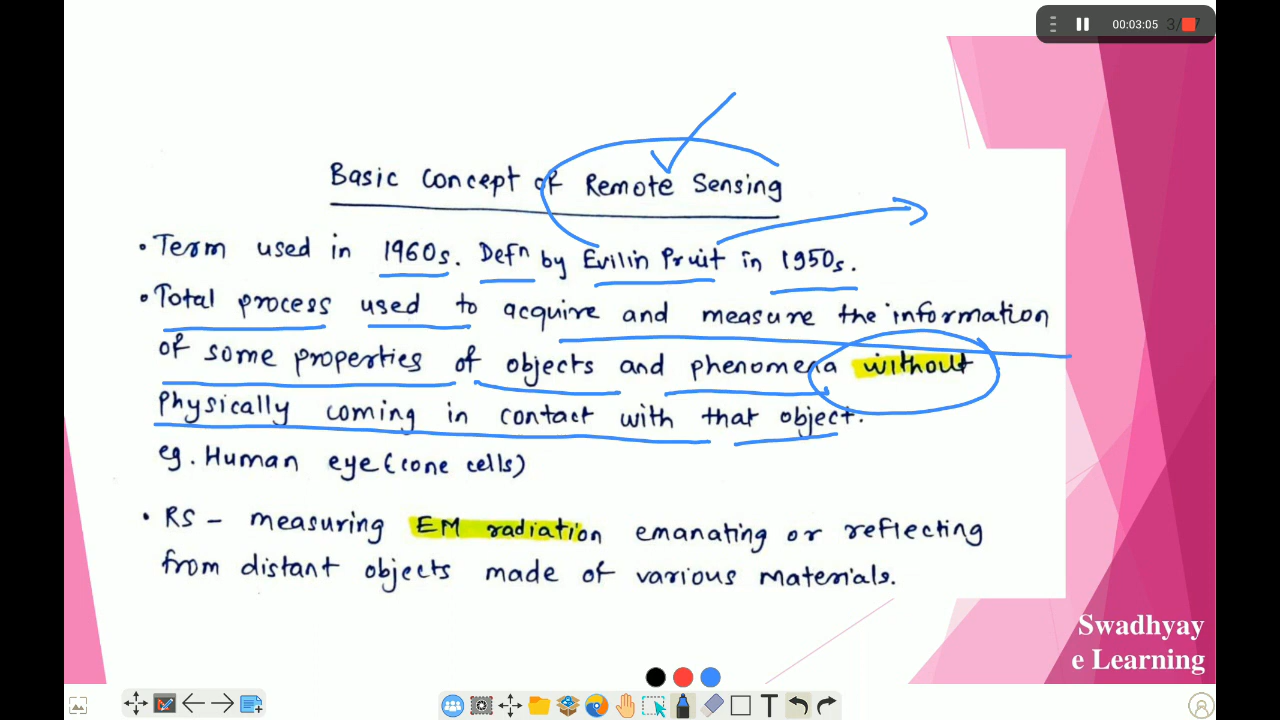 00:03:05
Basic Concept of Remote Sensing
• Term used in 1960s. Defⁿ by Evilin Pruit in 1950s.
• Total process used to acquire and measure the information
of some properties of objects and phenomena without
physically coming in contact with that object.
eg. Human eye (cone cells)
• RS - measuring EM radiation emanating or reflecting
from distant objects made of various materials.
Swadhyay
e Learning
T